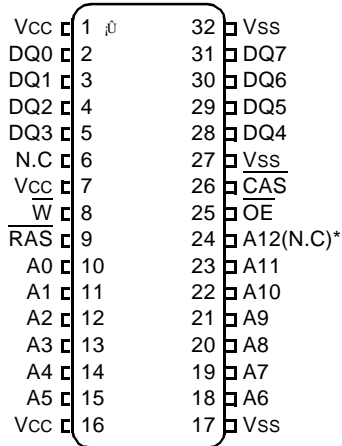 Vcc 1 ¡Û 32 Vss
DQ0 2 31 DQ7
DQ1 3 30 DQ6
DQ2 4 29 DQ5
DQ3 5 28 DQ4
N.C 6 27 Vss
Vcc 7 26 CAS
W 8 25 OE
RAS 9 24 A12(N.C)*
A0 10 23 A11
A1 11 22 A10
A2 12 21 A9
A3 13 20 A8
A4 14 19 A7
A5 15 18 A6
Vcc 16 17 Vss